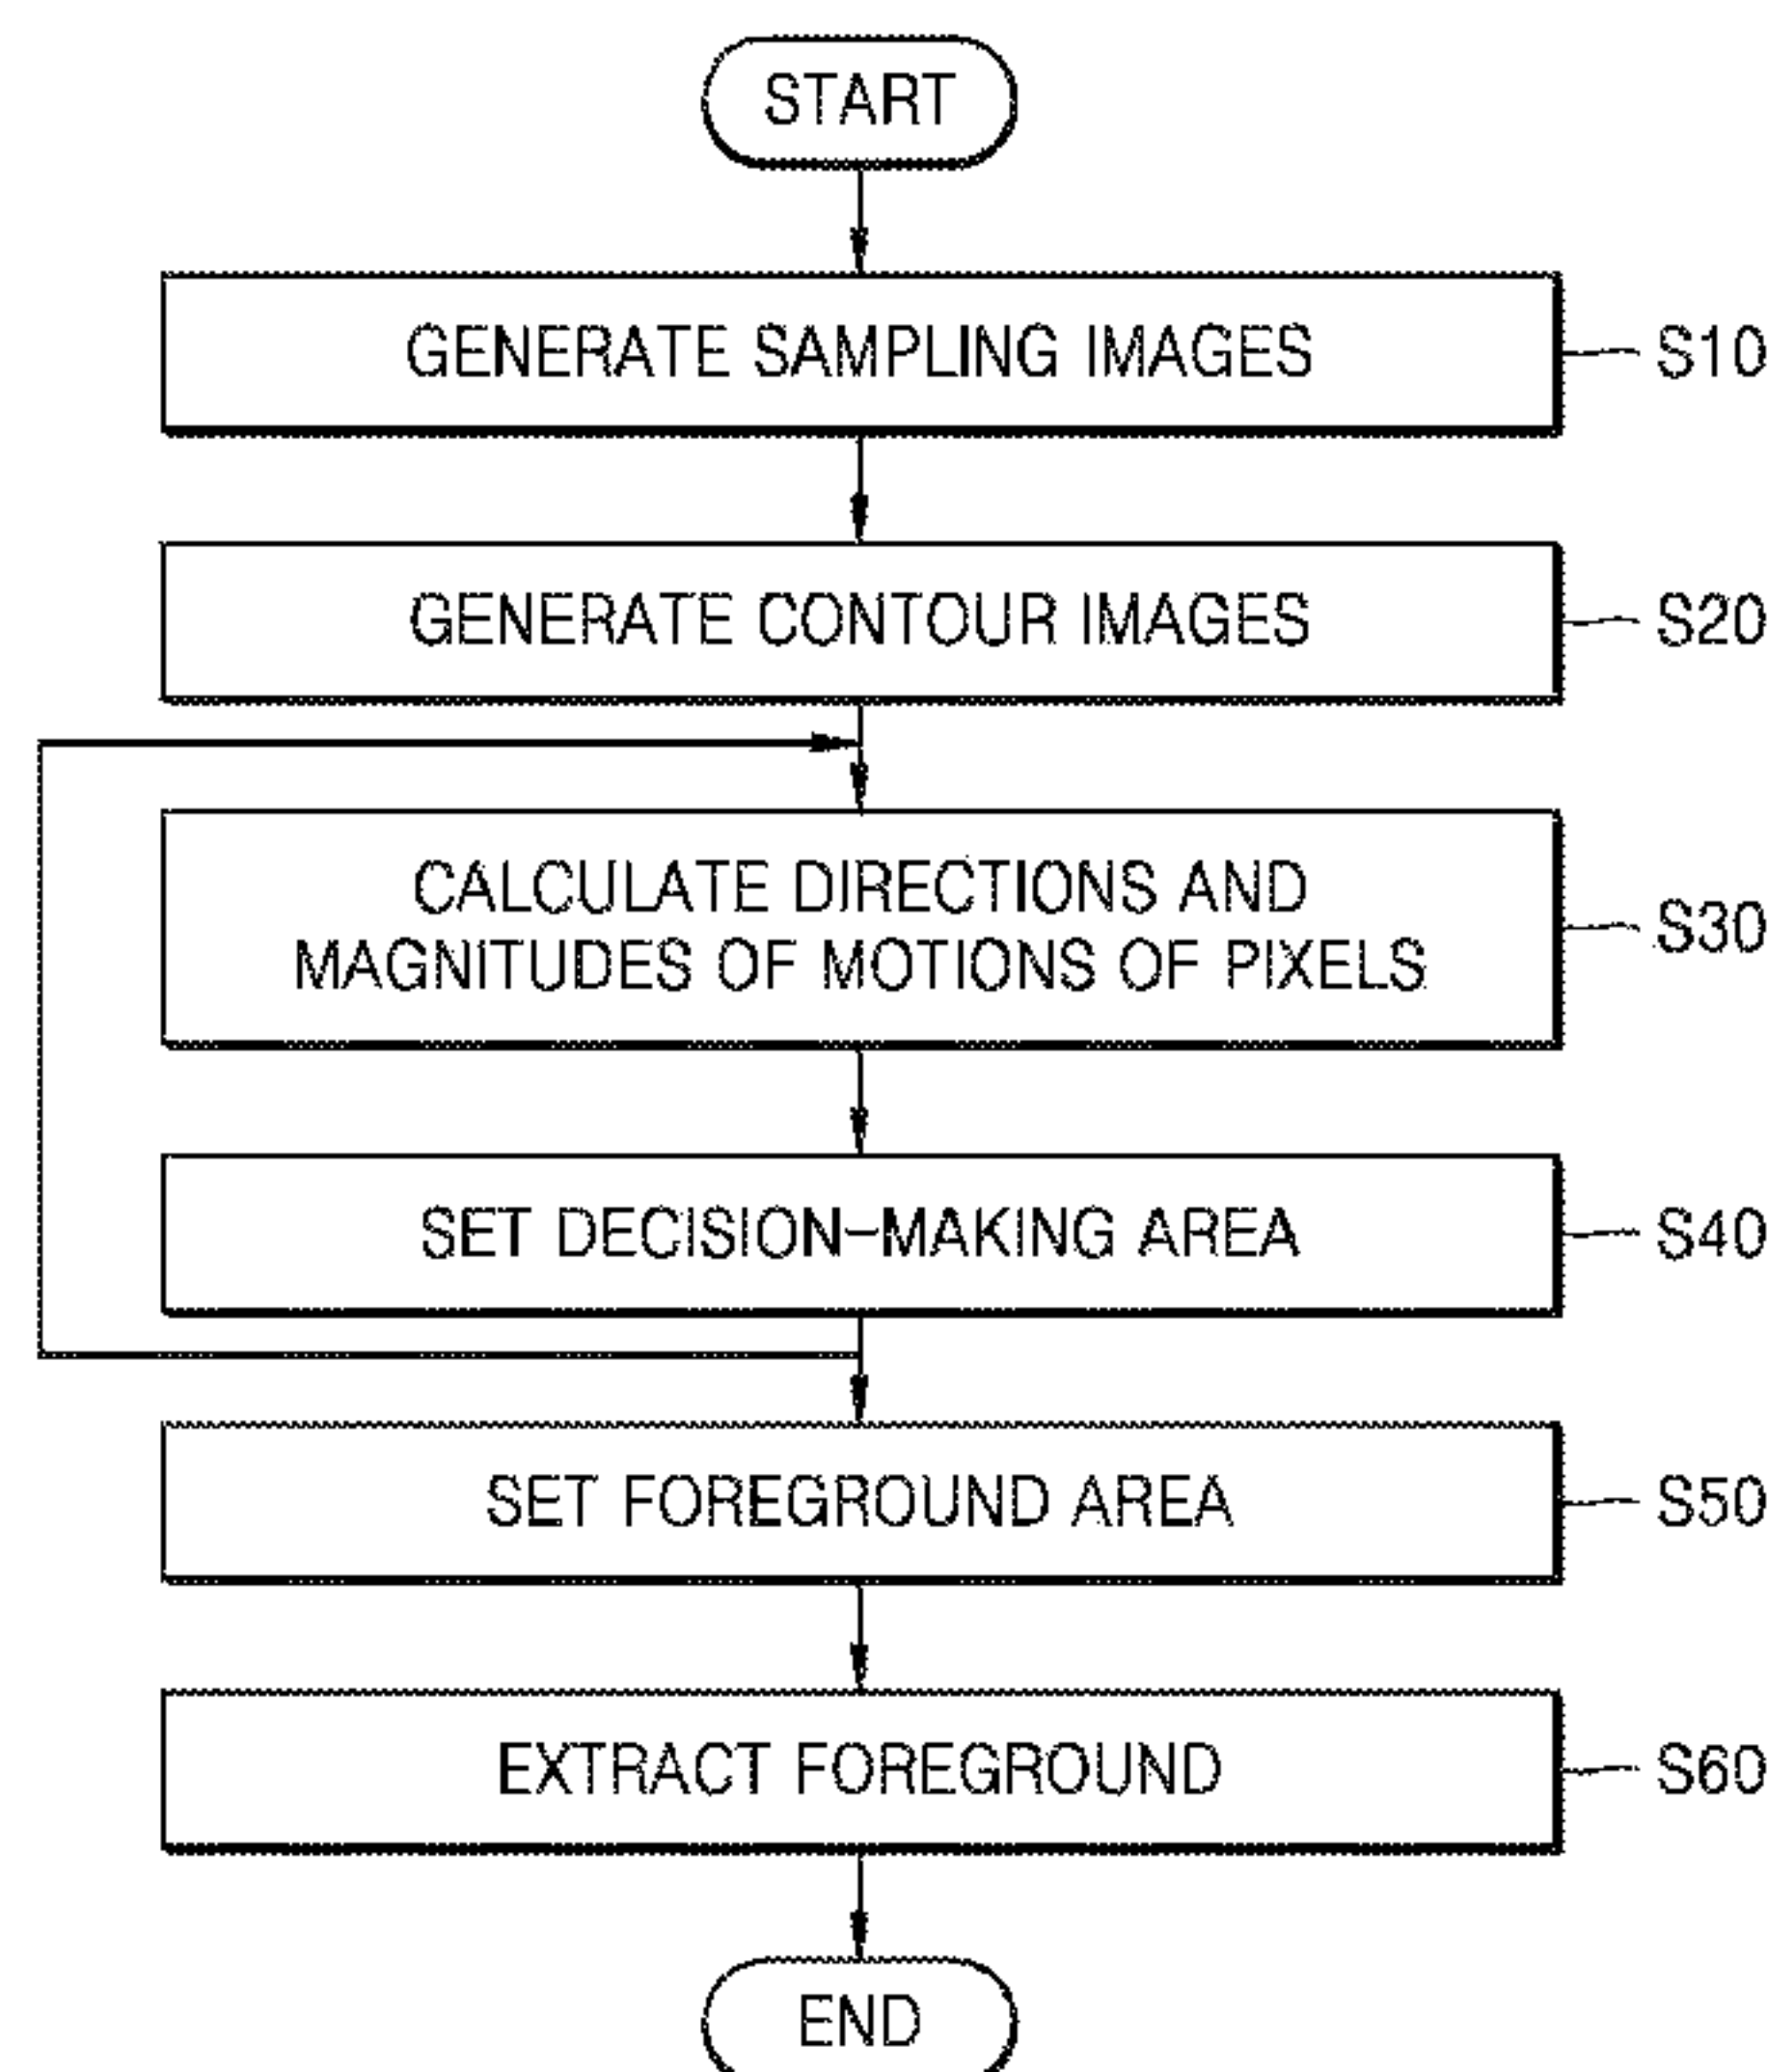 START
GENERATE SAMPLING IMAGES
S10
GENERATE CONTOUR IMAGES
S20
CALCULATE DIRECTIONS AND
MAGNITUDES OF MOTIONS OF PIXELS
S30
SET DECISION-MAKING AREA
S40
SET FOREGROUND AREA
S50
EXTRACT FOREGROUND
S60
END